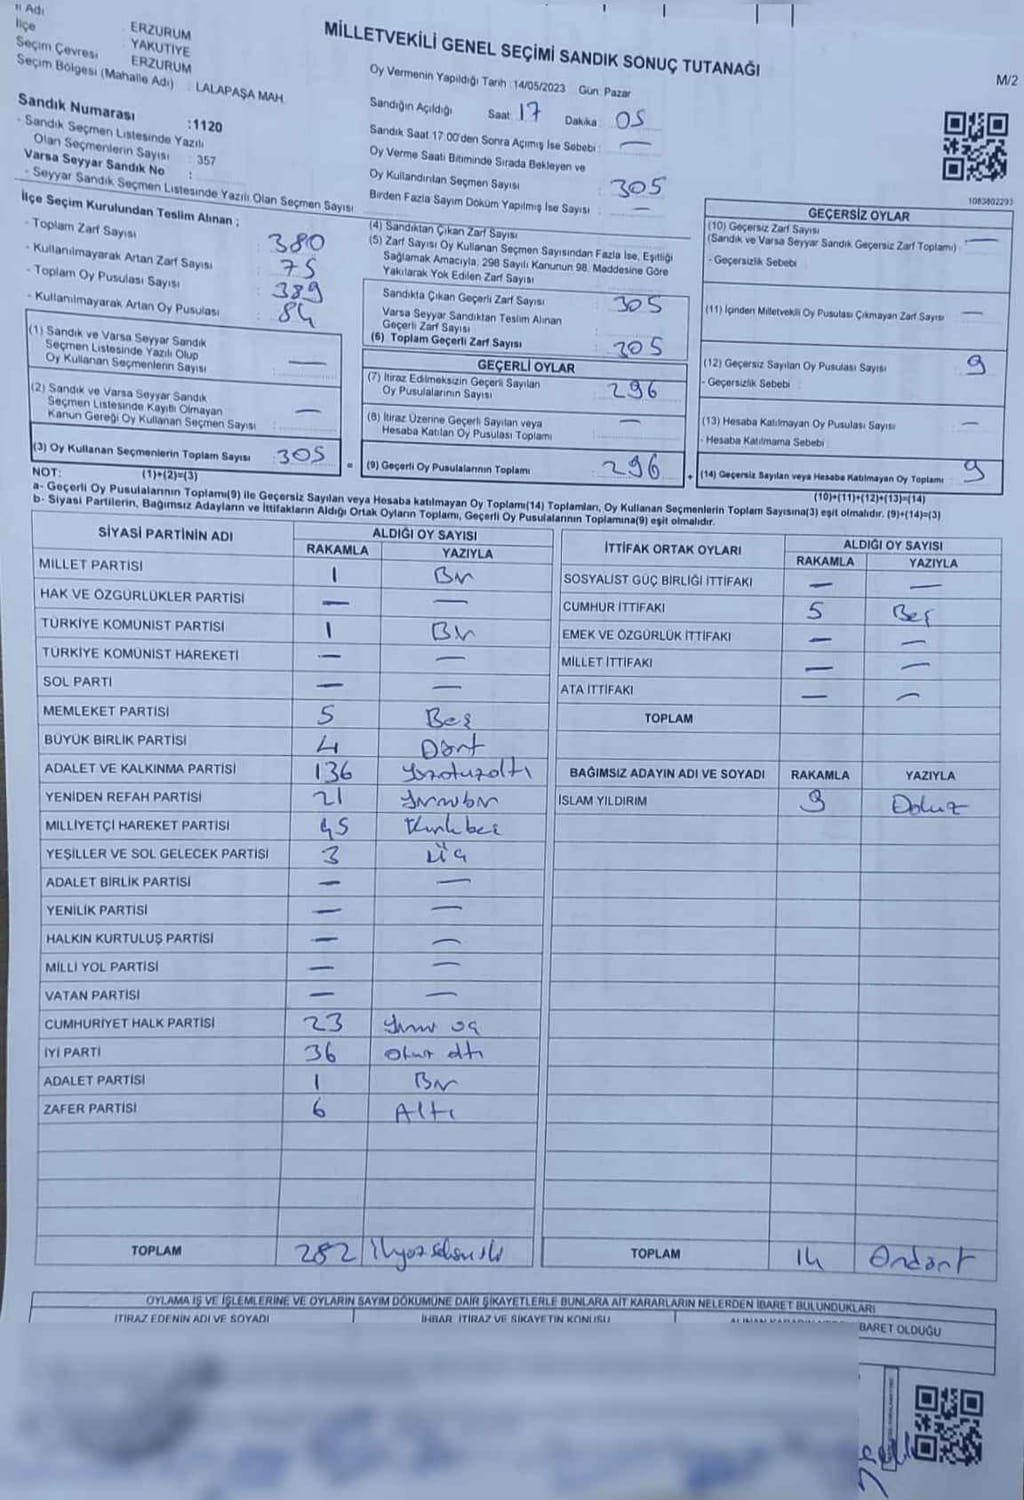 İl Adı
İlçe : ERZURUM
Seçim Çevresi : YAKUTİYE
Seçim Bölgesi (Mahalle Adı) : ERZURUM
LALAPAŞA MAH.
Sandık Numarası :1120
- Sandık Seçmen Listesinde Yazılı
Olan Seçmenlerin Sayısı : 357
Varsa Seyyar Sandık No :
- Seyyar Sandık Seçmen Listesinde Yazılı Olan Seçmen Sayısı
İlçe Seçim Kurulundan Teslim Alınan ;
- Toplam Zarf Sayısı : 380
- Kullanılmayarak Artan Zarf Sayısı : 75
- Toplam Oy Pusulası Sayısı : 389
- Kullanılmayarak Artan Oy Pusulası : 84
(1) Sandık ve Varsa Seyyar Sandık
Seçmen Listesinde Yazılı Olup
Oy Kullanan Seçmenlerin Sayısı —
(2) Sandık ve Varsa Seyyar Sandık
Seçmen Listesinde Kayıtlı Olmayan
Kanun Gereği Oy Kullanan Seçmen Sayısı —
(3) Oy Kullanan Seçmenlerin Toplam Sayısı : 305
(1)+(2)=(3)
MİLLETVEKİLİ GENEL SEÇİMİ SANDIK SONUÇ TUTANAĞI
M/2
Oy Vermenin Yapıldığı Tarih :14/05/2023 Gün: Pazar
Sandığın Açıldığı Saat: 17 Dakika: 05
Sandık Saat 17:00'den Sonra Açımış İse Sebebi : —
Oy Verme Saati Bitiminde Sırada Bekleyen ve
Oy Kullandırılan Seçmen Sayısı : 305
Birden Fazla Sayım Döküm Yapılmış İse Sayısı : —
(4) Sandıktan Çıkan Zarf Sayısı
(5) Zarf Sayısı Oy Kullanan Seçmen Sayısından Fazla İse, Eşitliği
Sağlamak Amacıyla; 298 Sayılı Kanunun 98. Maddesine Göre
Yakılarak Yok Edilen Zarf Sayısı
Sandıkta Çıkan Geçerli Zarf Sayısı : 305
Varsa Seyyar Sandıktan Teslim Alınan
Geçerli Zarf Sayısı
(6) Toplam Geçerli Zarf Sayısı : 305
GEÇERLİ OYLAR
(7) İtiraz Edilmeksizin Geçerli Sayılan
Oy Pusulalarının Sayısı : 296
(8) İtiraz Üzerine Geçerli Sayılan veya
Hesaba Katılan Oy Pusulası Toplamı : —
= (9) Geçerli Oy Pusulalarının Toplamı : 296 +
1083802293
GEÇERSİZ OYLAR
(10) Geçersiz Zarf Sayısı
(Sandık ve Varsa Seyyar Sandık Geçersiz Zarf Toplamı) : —
- Geçersizlik Sebebi :
(11) İçinden Milletvekili Oy Pusulası Çıkmayan Zarf Sayısı : —
(12) Geçersiz Sayılan Oy Pusulası Sayısı : 9
- Geçersizlik Sebebi :
(13) Hesaba Katılmayan Oy Pusulası Sayısı : —
- Hesaba Katılmama Sebebi :
(14) Geçersiz Sayılan veya Hesaba Katılmayan Oy Toplamı : 9
(10)+(11)+(12)+(13)=(14)
NOT:
a- Geçerli Oy Pusulalarının Toplamı(9) ile Geçersiz Sayılan veya Hesaba katılmayan Oy Toplamı(14) Toplamları, Oy Kullanan Seçmenlerin Toplam Sayısına(3) eşit olmalıdır. (9)+(14)=(3)
b- Siyasi Partilerin, Bağımsız Adayların ve İttifakların Aldığı Ortak Oyların Toplamı, Geçerli Oy Pusulalarının Toplamına(9) eşit olmalıdır.
SİYASİ PARTİNİN ADI ALDIĞI OY SAYISI
RAKAMLA YAZIYLA
MİLLET PARTİSİ 1 Bir
HAK VE ÖZGÜRLÜKLER PARTİSİ — —
TÜRKİYE KOMÜNİST PARTİSİ 1 Bir
TÜRKİYE KOMÜNİST HAREKETİ — —
SOL PARTİ — —
MEMLEKET PARTİSİ 5 Beş
BÜYÜK BİRLİK PARTİSİ 4 Dört
ADALET VE KALKINMA PARTİSİ 136 Yüzotuzaltı
YENİDEN REFAH PARTİSİ 21 Yirmibir
MİLLİYETÇİ HAREKET PARTİSİ 45 Kırkbeş
YEŞİLLER VE SOL GELECEK PARTİSİ 3 Üç
ADALET BİRLİK PARTİSİ — —
YENİLİK PARTİSİ — —
HALKIN KURTULUŞ PARTİSİ — —
MİLLİ YOL PARTİSİ — —
VATAN PARTİSİ — —
CUMHURİYET HALK PARTİSİ 23 Yirmi üç
İYİ PARTİ 36 Otuz altı
ADALET PARTİSİ 1 Bir
ZAFER PARTİSİ 6 Altı
TOPLAM 282 İkiyüzseksen iki
İTTİFAK ORTAK OYLARI ALDIĞI OY SAYISI
RAKAMLA YAZIYLA
SOSYALİST GÜÇ BİRLİĞİ İTTİFAKI — —
CUMHUR İTTİFAKI 5 Beş
EMEK VE ÖZGÜRLÜK İTTİFAKI — —
MİLLET İTTİFAKI — —
ATA İTTİFAKI — —
TOPLAM
BAĞIMSIZ ADAYIN ADI VE SOYADI RAKAMLA YAZIYLA
İSLAM YILDIRIM 9 Dokuz
TOPLAM 14 Ondört
OYLAMA İŞ VE İŞLEMLERİNE VE OYLARIN SAYIM DÖKÜMÜNE DAİR ŞİKAYETLERLE BUNLARA AİT KARARLARIN NELERDEN İBARET BULUNDUKLARI
İTİRAZ EDENİN ADI VE SOYADI İHBAR, İTİRAZ VE ŞİKAYETİN KONUSU ALINAN KARARIN İBARET OLDUĞU